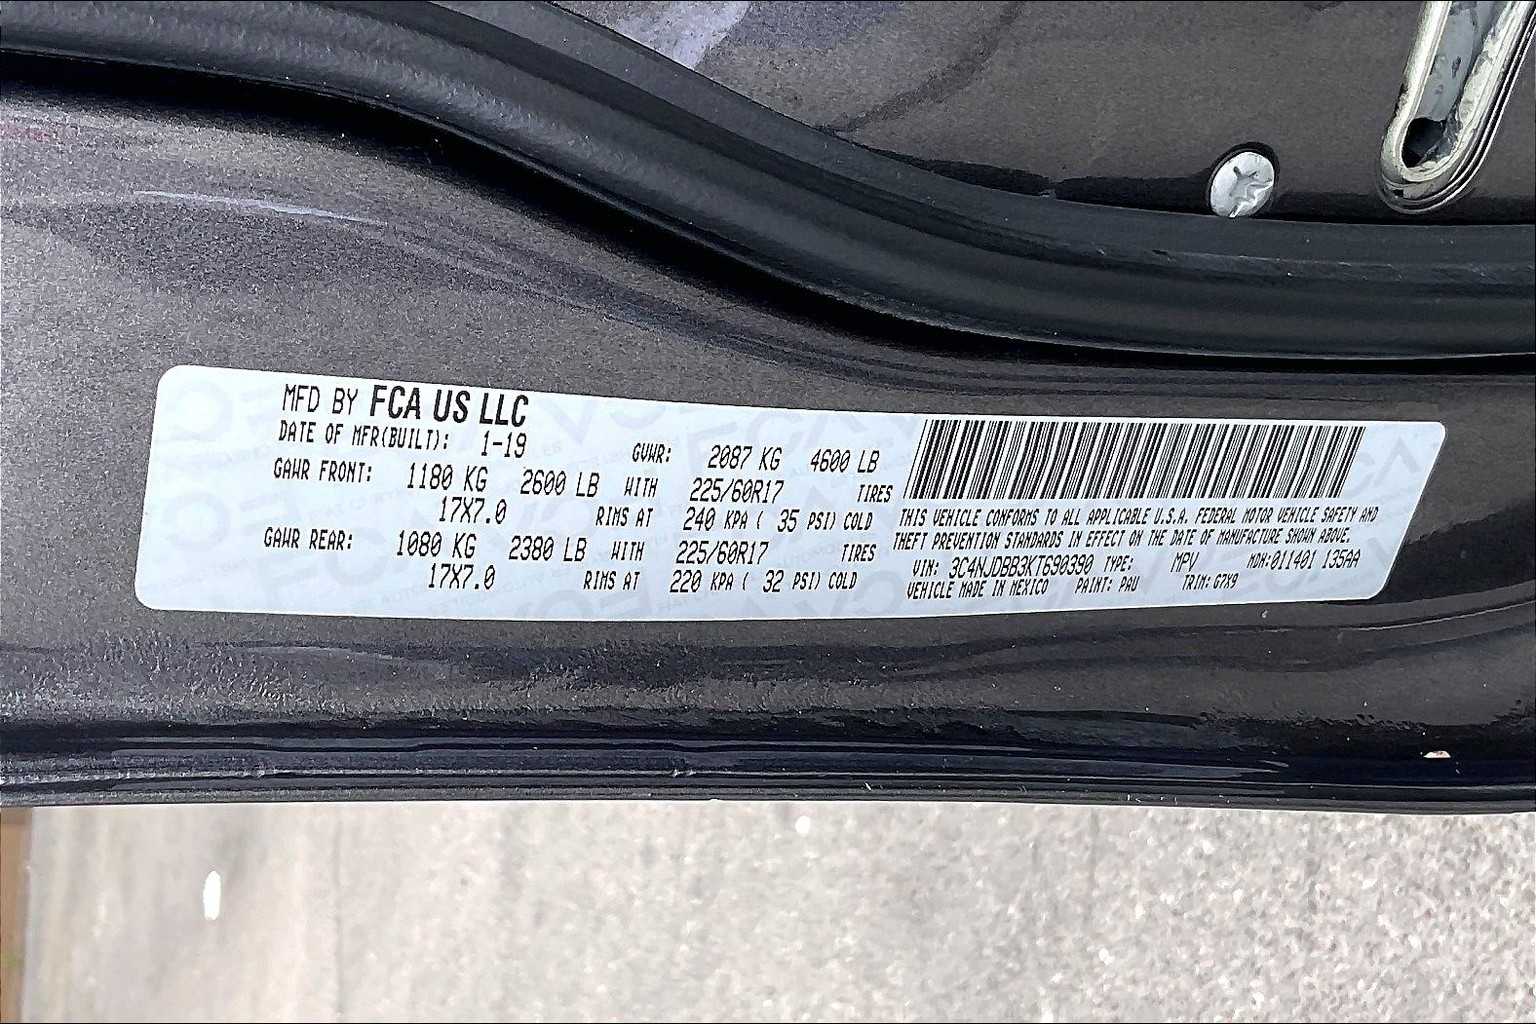 MFD BY FCA US LLC
DATE OF MFR(BUILT): 1-19
GVWR: 2087 KG 4600 LB
GAWR FRONT: 1180 KG 2600 LB WITH 225/60R17 TIRES
17X7.0 RIMS AT 240 KPA ( 35 PSI) COLD
GAWR REAR: 1080 KG 2380 LB WITH 225/60R17 TIRES
17X7.0 RIMS AT 220 KPA ( 32 PSI) COLD
THIS VEHICLE CONFORMS TO ALL APPLICABLE U.S.A. FEDERAL MOTOR VEHICLE SAFETY AND
THEFT PREVENTION STANDARDS IN EFFECT ON THE DATE OF MANUFACTURE SHOWN ABOVE.
VIN: 3C4NJDBB3KT690390 TYPE: MPV MDH:011401 135AA
VEHICLE MADE IN MEXICO PAINT: PAU TRIM: G7X9